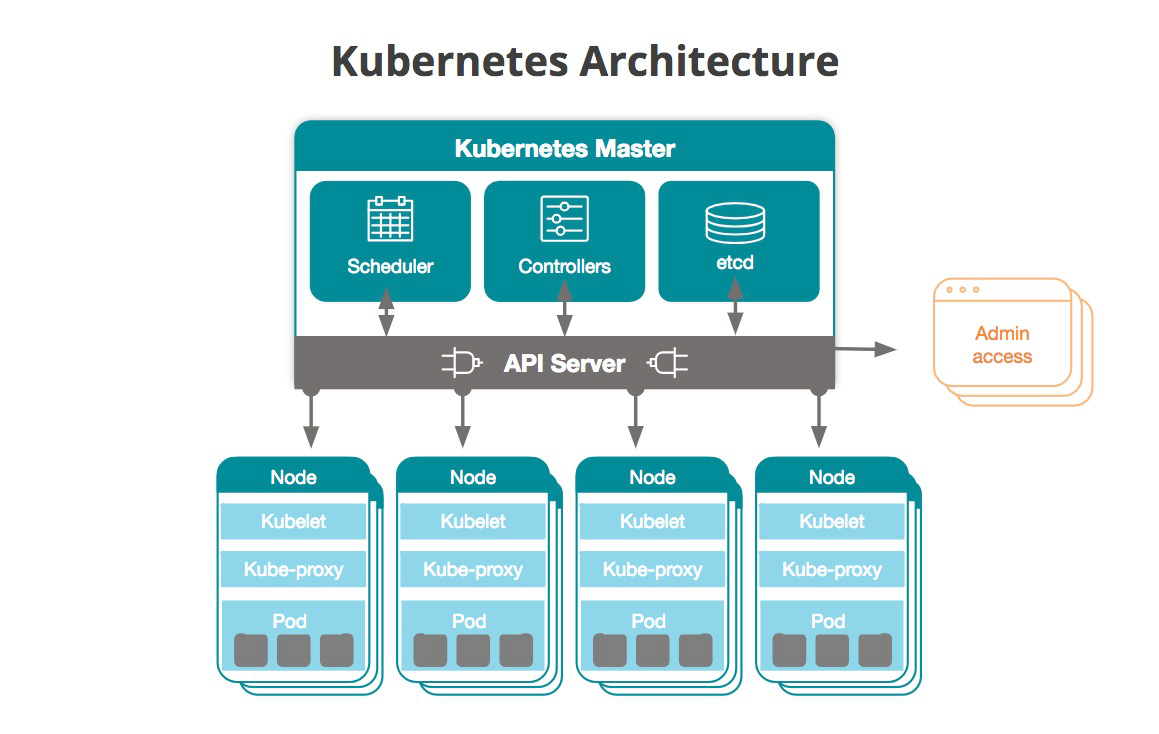 Kubernetes Architecture
Kubernetes Master
Scheduler
Controllers
etcd
API Server
Admin
access
Node
Kubelet
Kube-proxy
Pod
Node
Kubelet
Kube-proxy
Pod
Node
Kubelet
Kube-proxy
Pod
Node
Kubelet
Kube-proxy
Pod